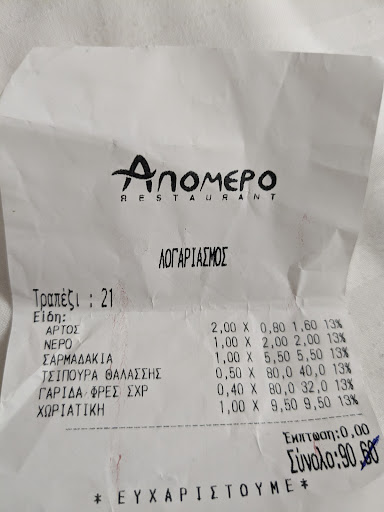 ΑΠΟΜΕΡΟ
RESTAURANT
ΛΟΓΑΡΙΑΣΜΟΣ
Τραπέζι : 21
Είδη:
ΑΡΤΟΣ 2,00 X 0,80 1,60 13%
ΝΕΡΟ 1,00 X 2,00 2,00 13%
ΣΑΡΜΑΔΑΚΙΑ 1,00 X 5,50 5,50 13%
ΤΣΙΠΟΥΡΑ ΘΑΛΑΣΣΗΣ 0,50 X 80,0 40,0 13%
ΓΑΡΙΔΑ ΦΡΕΣ ΣΧΡ 0,40 X 80,0 32,0 13%
ΧΩΡΙΑΤΙΚΗ 1,00 X 9,50 9,50 13%
Έκπτωση:0,00
Σύνολο:90,60
* ΕΥΧΑΡΙΣΤΟΥΜΕ *